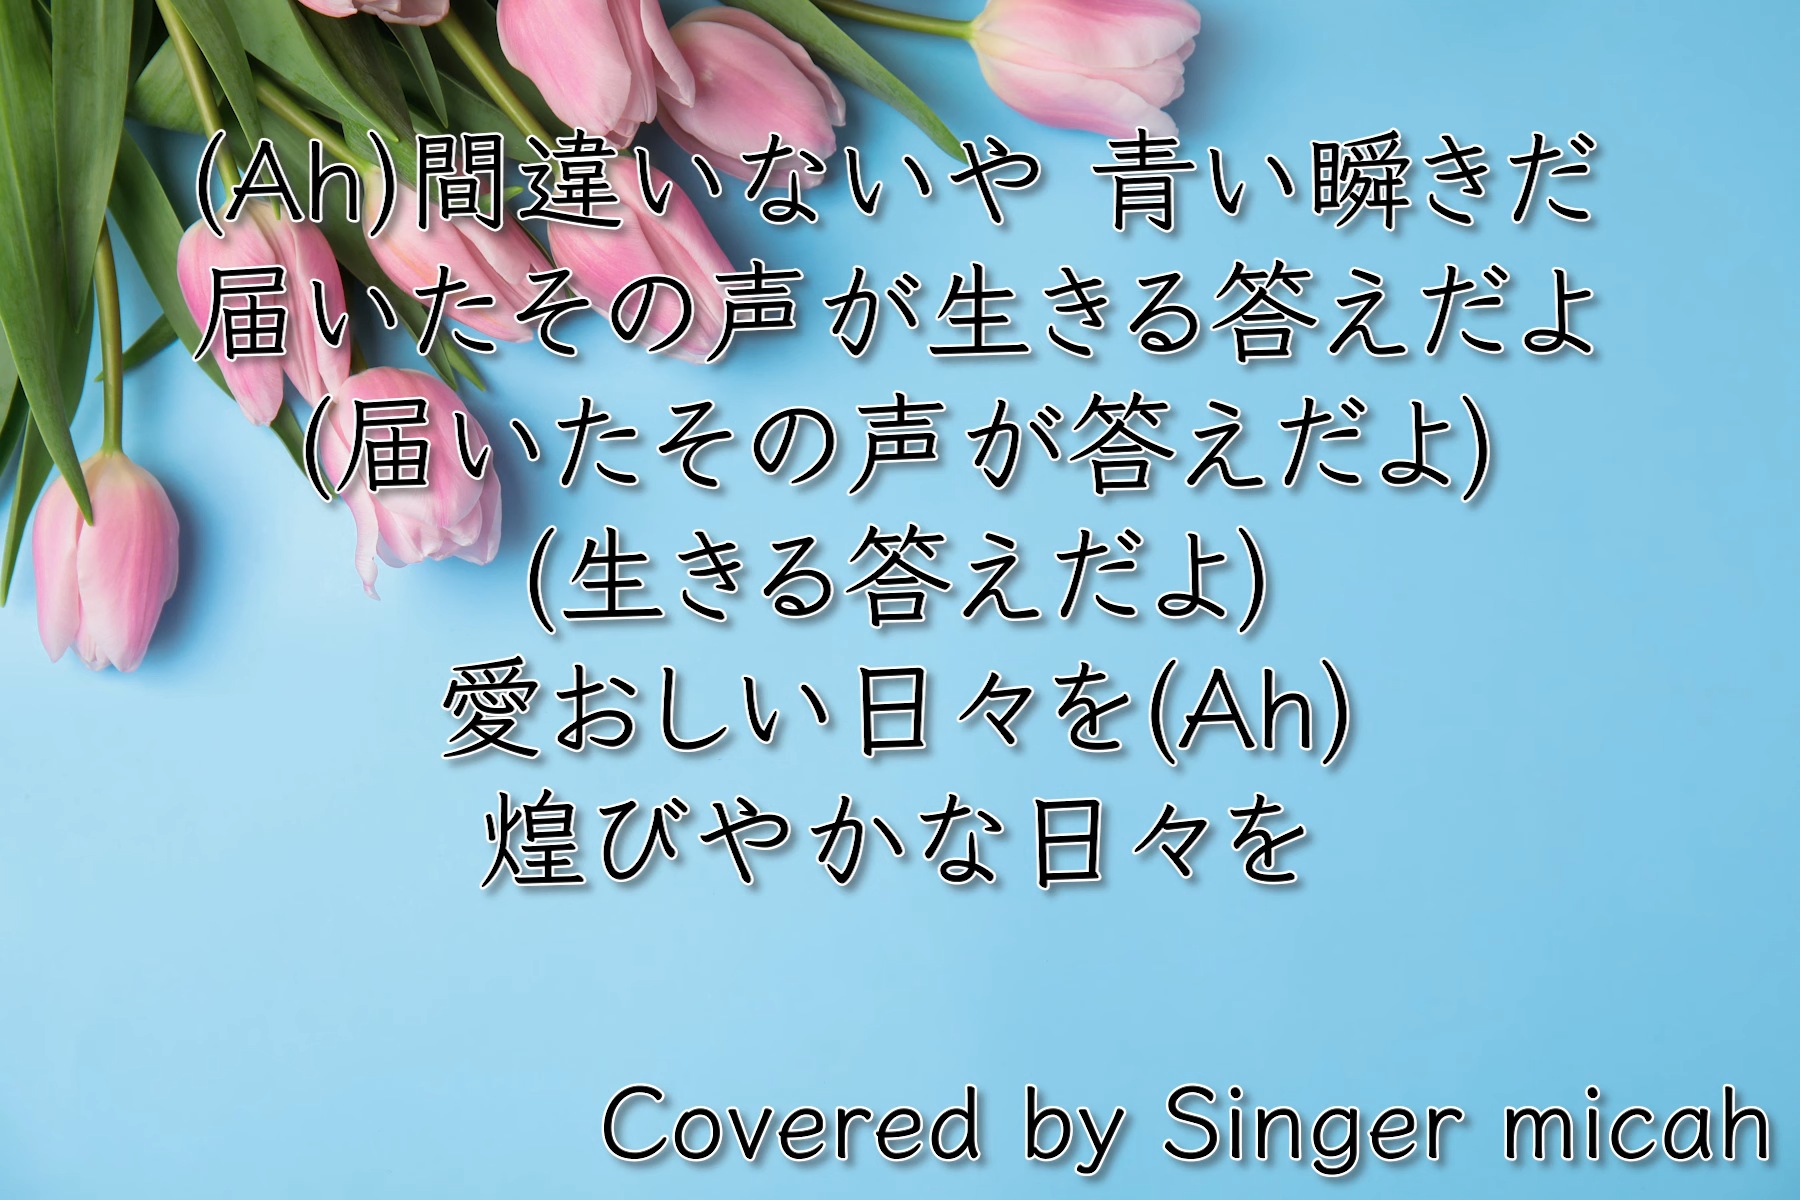 (Ah)間違いないや 青い瞬きだ
届いたその声が生きる答えだよ
(届いたその声が答えだよ)
(生きる答えだよ)
愛おしい日々を(Ah)
煌びやかな日々を
Covered by Singer micah